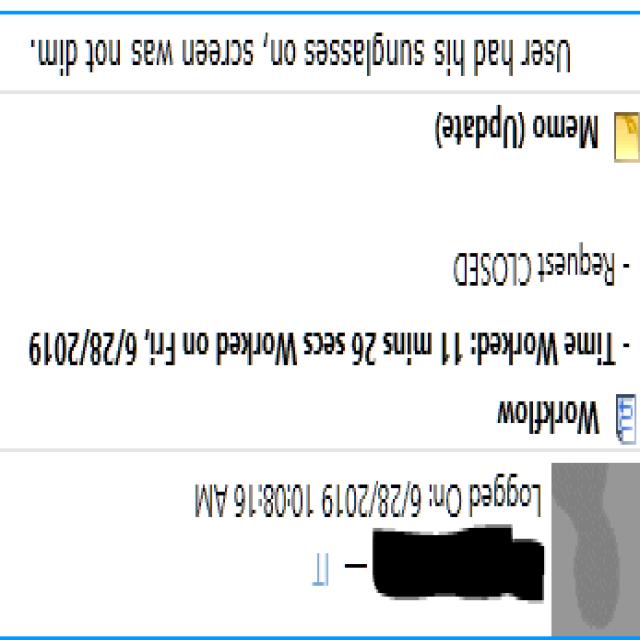 — IT
Logged On: 6/28/2019 10:08:16 AM
Workflow
- Time Worked: 11 mins 26 secs Worked on Fri, 6/28/2019
- Request CLOSED
Memo (Update)
User had his sunglasses on, screen was not dim.